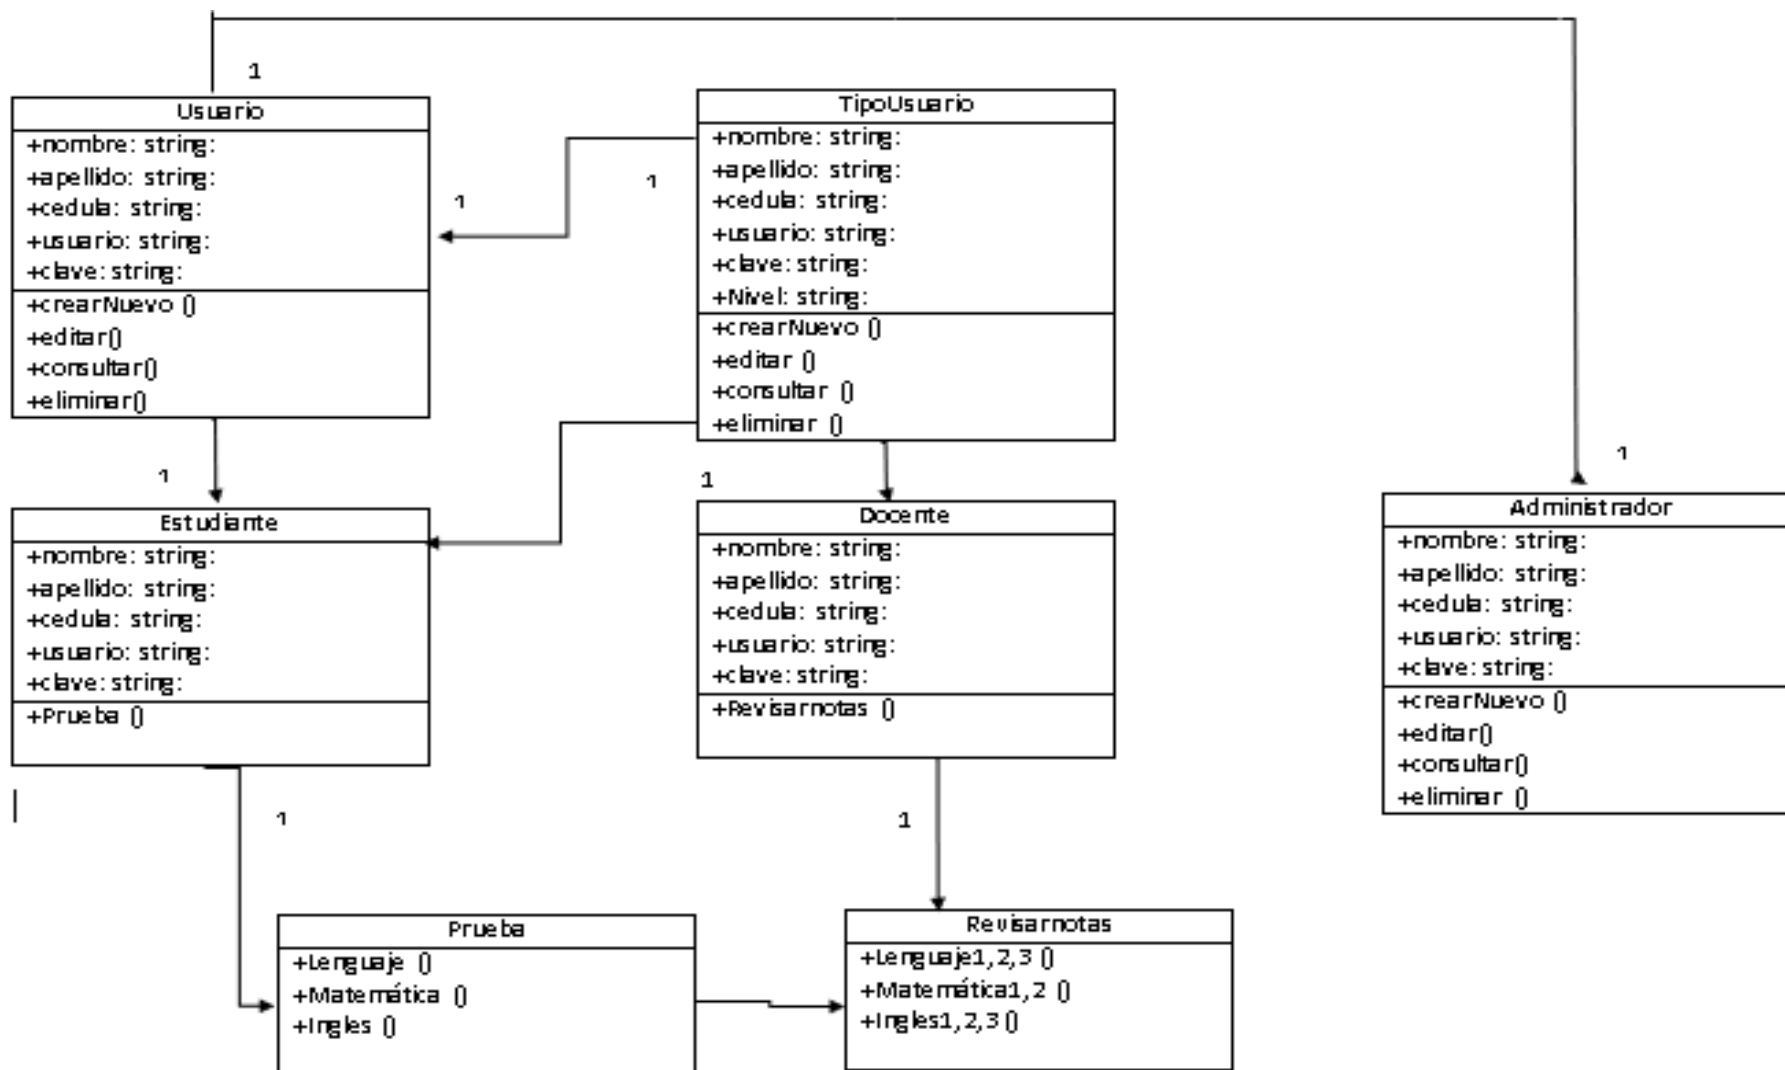 1
Usuario
+nombre: string:
+apellido: string:
+cedula: string:
+usuario: string:
+clave: string:
+crearNuevo ()
+editar()
+consultar()
+eliminar()
1
1
TipoUsuario
+nombre: string:
+apellido: string:
+cedula: string:
+usuario: string:
+clave: string:
+Nivel: string:
+crearNuevo ()
+editar ()
+consultar ()
+eliminar ()
1
Estudiante
+nombre: string:
+apellido: string:
+cedula: string:
+usuario: string:
+clave: string:
+Prueba ()
1
Docente
+nombre: string:
+apellido: string:
+cedula: string:
+usuario: string:
+clave: string:
+Revisarnotas ()
1
Administrador
+nombre: string:
+apellido: string:
+cedula: string:
+usuario: string:
+clave: string:
+crearNuevo ()
+editar()
+consultar()
+eliminar ()
1
1
Prueba
+Lenguaje ()
+Matemática ()
+Ingles ()
Revisarnotas
+Lenguaje1,2,3 ()
+Matemática1,2 ()
+Ingles1,2,3 ()